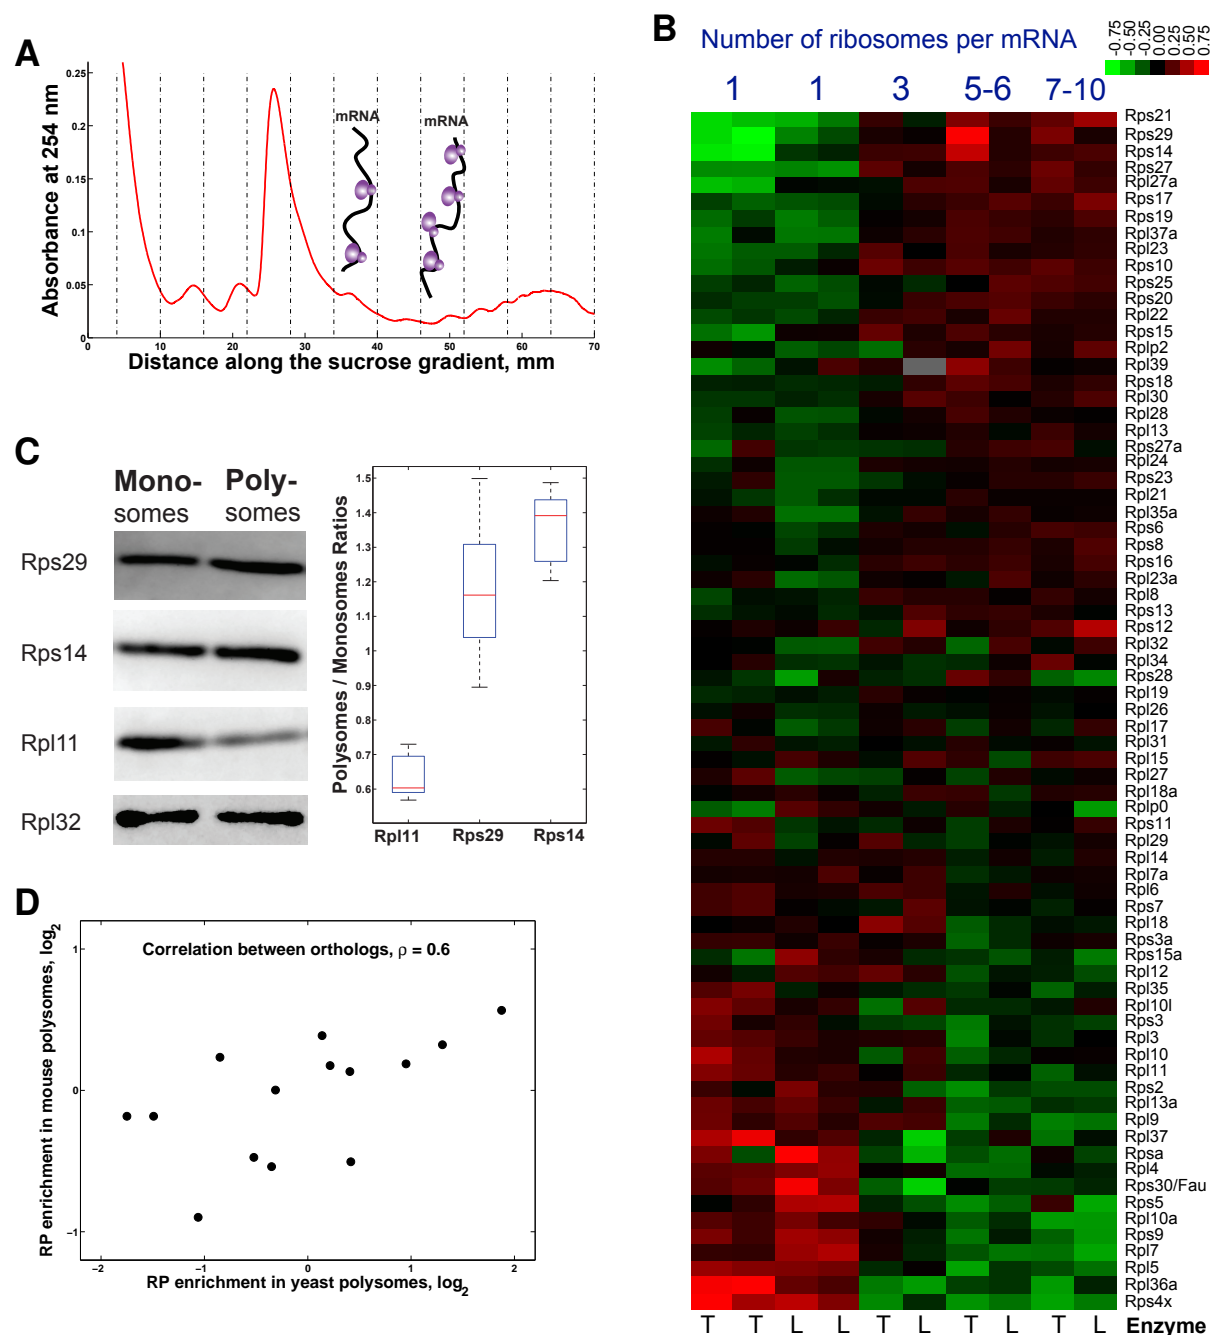 A
Absorbance at 254 nm
0.25
0.2
0.15
0.1
0.05
0
0 10 20 30 40 50 60 70
mRNA
mRNA
Distance along the sucrose gradient, mm
B
Number of ribosomes per mRNA
-0.75 -0.50 -0.25 0.00 0.25 0.50 0.75
1 1 3 5-6 7-10
Rps21
Rps29
Rps14
Rps27
Rpl27a
Rps17
Rps19
Rpl37a
Rpl23
Rps10
Rps25
Rps20
Rpl22
Rps15
Rplp2
Rpl39
Rps18
Rpl30
Rpl28
Rpl13
Rps27a
Rpl24
Rps23
Rpl21
Rpl35a
Rps6
Rps8
Rps16
Rpl23a
Rpl8
Rps13
Rps12
Rpl32
Rpl34
Rps28
Rpl19
Rpl26
Rpl17
Rpl31
Rpl15
Rpl27
Rpl18a
Rplp0
Rps11
Rpl29
Rpl14
Rpl7a
Rpl6
Rps7
Rpl18
Rps3a
Rps15a
Rpl12
Rpl35
Rpl10l
Rps3
Rpl3
Rpl10
Rpl11
Rps2
Rpl13a
Rpl9
Rpl37
Rpsa
Rpl4
Rps30/Fau
Rps5
Rpl10a
Rps9
Rpl7
Rpl5
Rpl36a
Rps4x
T T L L T L T L T L Enzyme
C
Mono- Poly-
somes somes
Rps29
Rps14
Rpl11
Rpl32
Polysomes / Monosomes Ratios
1.5
1.4
1.3
1.2
1.1
1
0.9
0.8
0.7
0.6
Rpl11 Rps29 Rps14
D
RP enrichment in mouse polysomes, log2
1
0
−1
Correlation between orthologs, ρ = 0.6
−2 −1 0 1 2
RP enrichment in yeast polysomes, log2